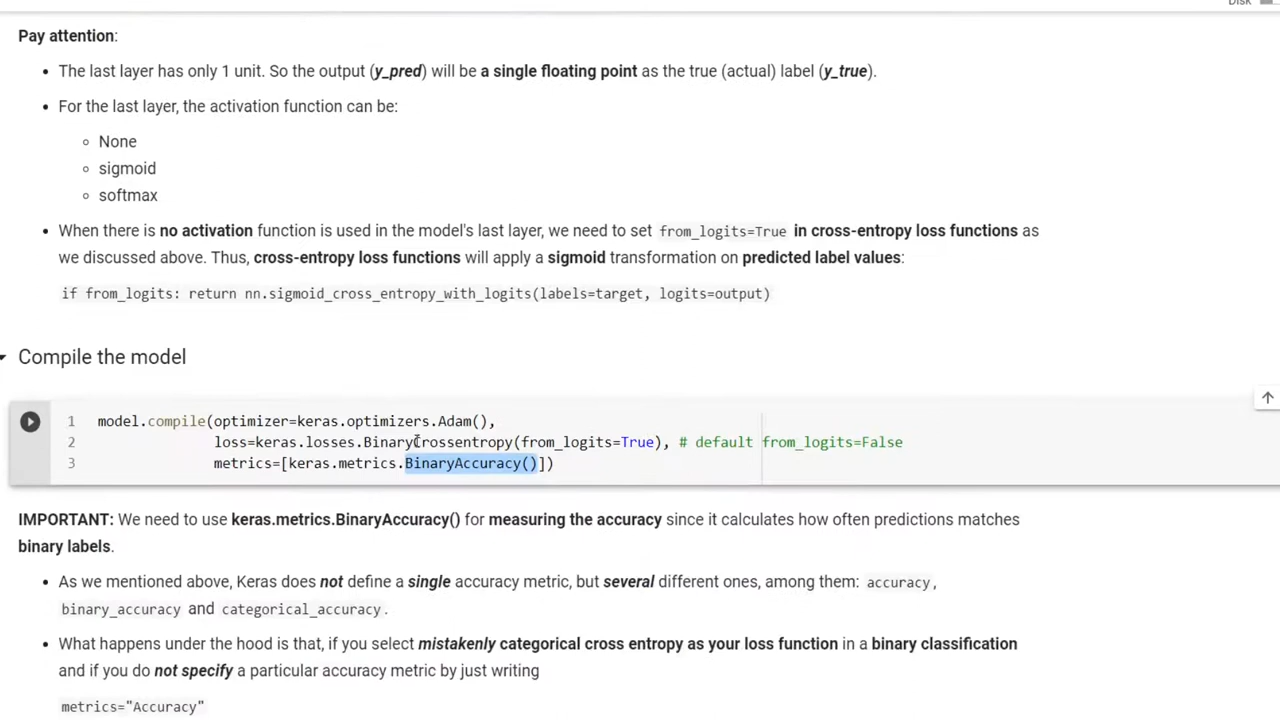 Disk
Pay attention:
The last layer has only 1 unit. So the output (y_pred) will be a single floating point as the true (actual) label (y_true).
For the last layer, the activation function can be:
None
sigmoid
softmax
When there is no activation function is used in the model's last layer, we need to set from_logits=True in cross-entropy loss functions as
we discussed above. Thus, cross-entropy loss functions will apply a sigmoid transformation on predicted label values:
if from_logits: return nn.sigmoid_cross_entropy_with_logits(labels=target, logits=output)
Compile the model
1 model.compile(optimizer=keras.optimizers.Adam(),
2 loss=keras.losses.BinaryCrossentropy(from_logits=True), # default from_logits=False
3 metrics=[keras.metrics.BinaryAccuracy()])
IMPORTANT: We need to use keras.metrics.BinaryAccuracy() for measuring the accuracy since it calculates how often predictions matches
binary labels.
As we mentioned above, Keras does not define a single accuracy metric, but several different ones, among them: accuracy,
binary_accuracy and categorical_accuracy.
What happens under the hood is that, if you select mistakenly categorical cross entropy as your loss function in a binary classification
and if you do not specify a particular accuracy metric by just writing
metrics="Accuracy"